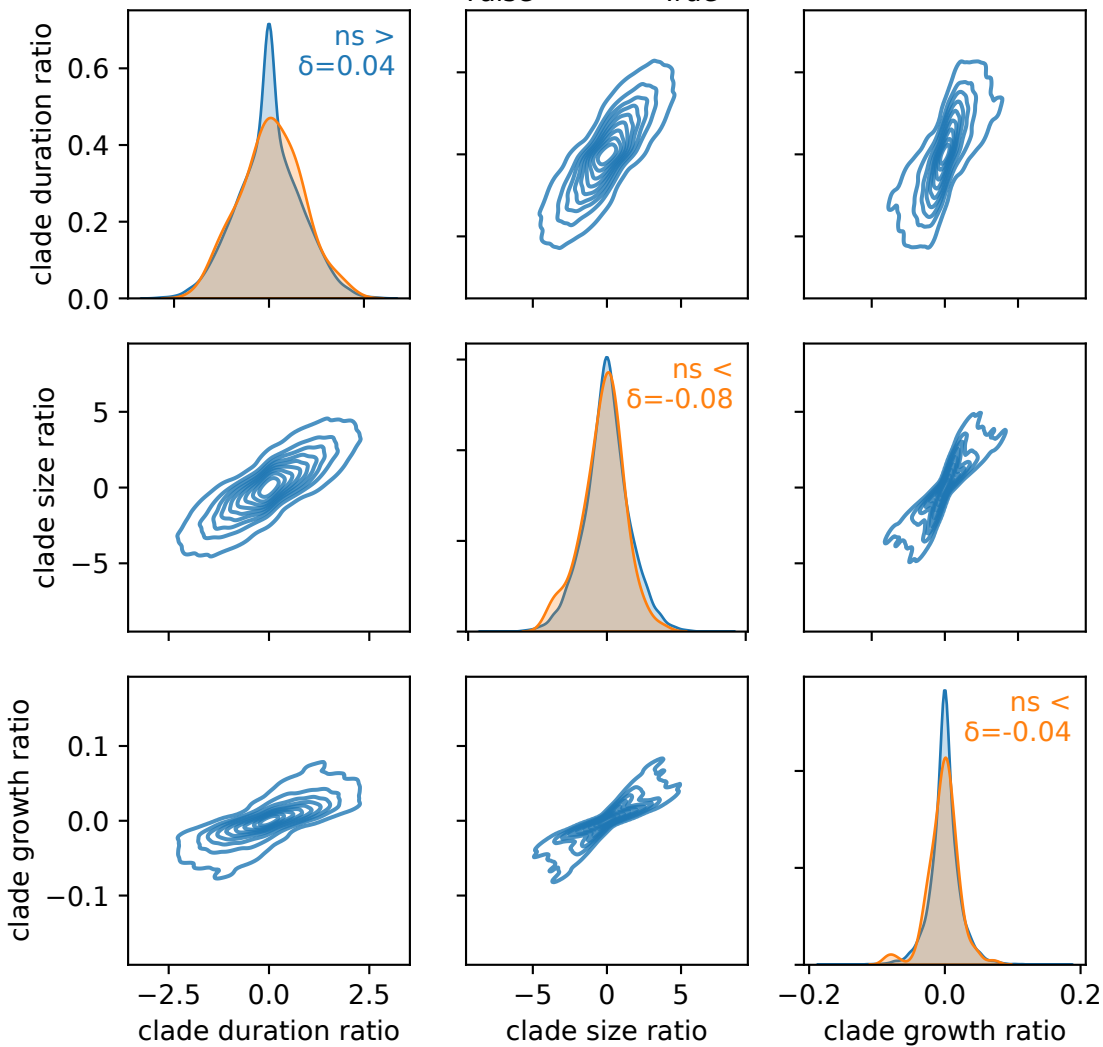 clade duration ratio
0.6
0.4
0.2
0.0
ns >
δ=0.04
clade size ratio
5
0
−5
ns <
δ=-0.08
clade growth ratio
0.1
0.0
−0.1
ns <
δ=-0.04
−2.5 0.0 2.5
−5 0 5
−0.2 0.0 0.2
clade duration ratio
clade size ratio
clade growth ratio